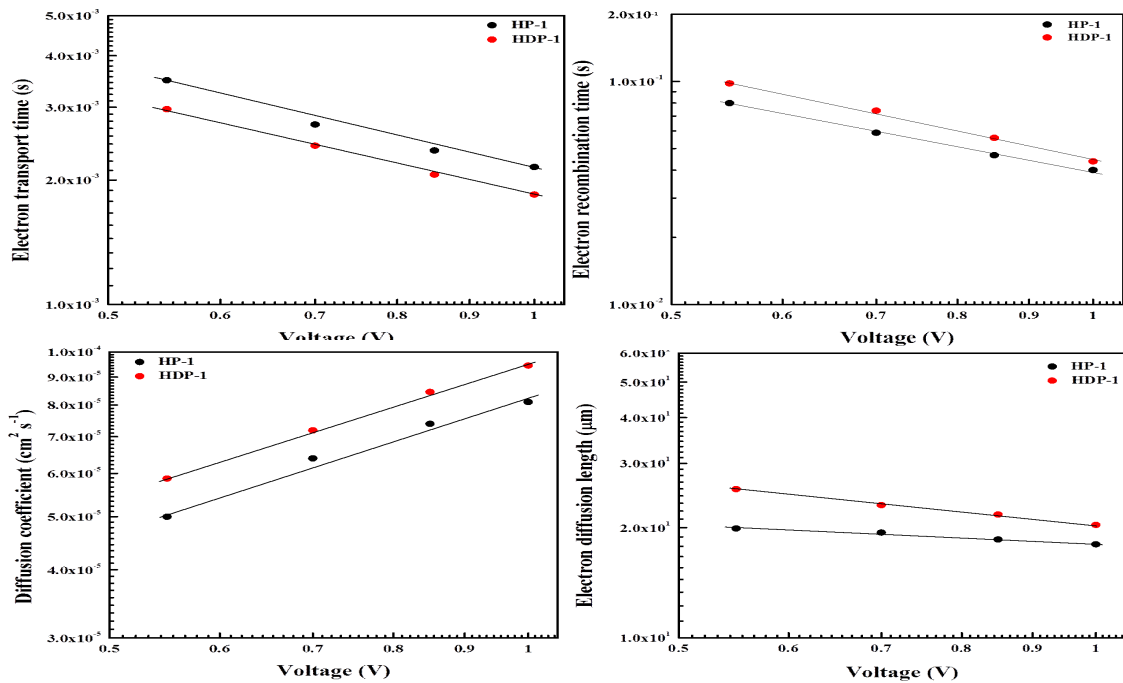 5.0x10⁻³
4.0x10⁻³
3.0x10⁻³
2.0x10⁻³
1.0x10⁻³
Electron transport time (s)
HP-1
HDP-1
0.5 0.6 0.7 0.8 0.9 1
Voltage (V)
2.0x10⁻¹
1.0x10⁻¹
1.0x10⁻²
Electron recombination time (s)
HP-1
HDP-1
0.5 0.6 0.7 0.8 0.9 1
Voltage (V)
1.0x10⁻⁴
9.0x10⁻⁵
8.0x10⁻⁵
7.0x10⁻⁵
6.0x10⁻⁵
5.0x10⁻⁵
4.0x10⁻⁵
3.0x10⁻⁵
Diffusion coefficient (cm² s⁻¹)
HP-1
HDP-1
0.5 0.6 0.7 0.8 0.9 1
Voltage (V)
5.0x10¹
4.0x10¹
3.0x10¹
1.0x10¹
Electron diffusion length (μm)
HP-1
HDP-1
0.5 0.6 0.7 0.8 0.9 1
Voltage (V)